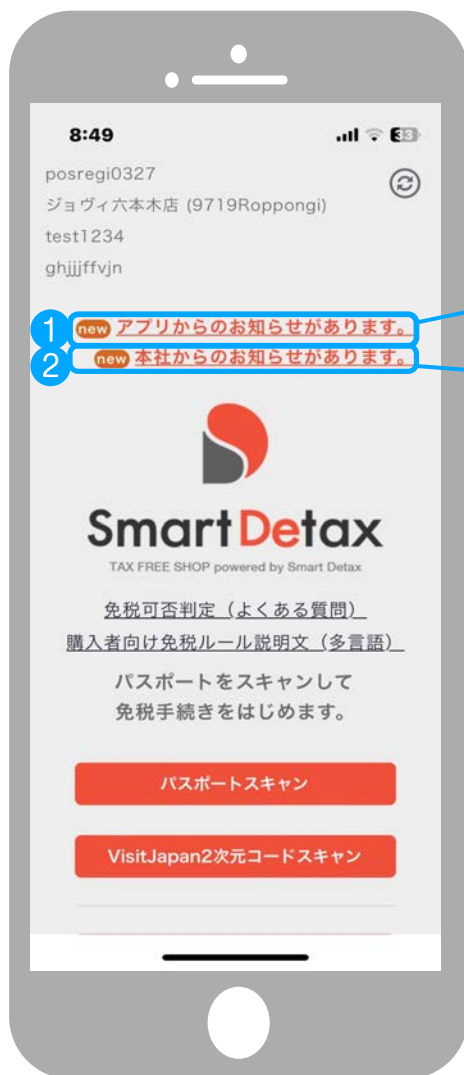 8:49
33
posregi0327
ジョヴィ六本木店 (9719Roppongi)
test1234
ghjjjffvjn
1 new アプリからのお知らせがあります。
2 new 本社からのお知らせがあります。
SmartDetax
TAX FREE SHOP powered by Smart Detax
免税可否判定（よくある質問）
購入者向け免税ルール説明文（多言語）
パスポートをスキャンして
免税手続きをはじめます。
パスポートスキャン
VisitJapan2次元コードスキャン